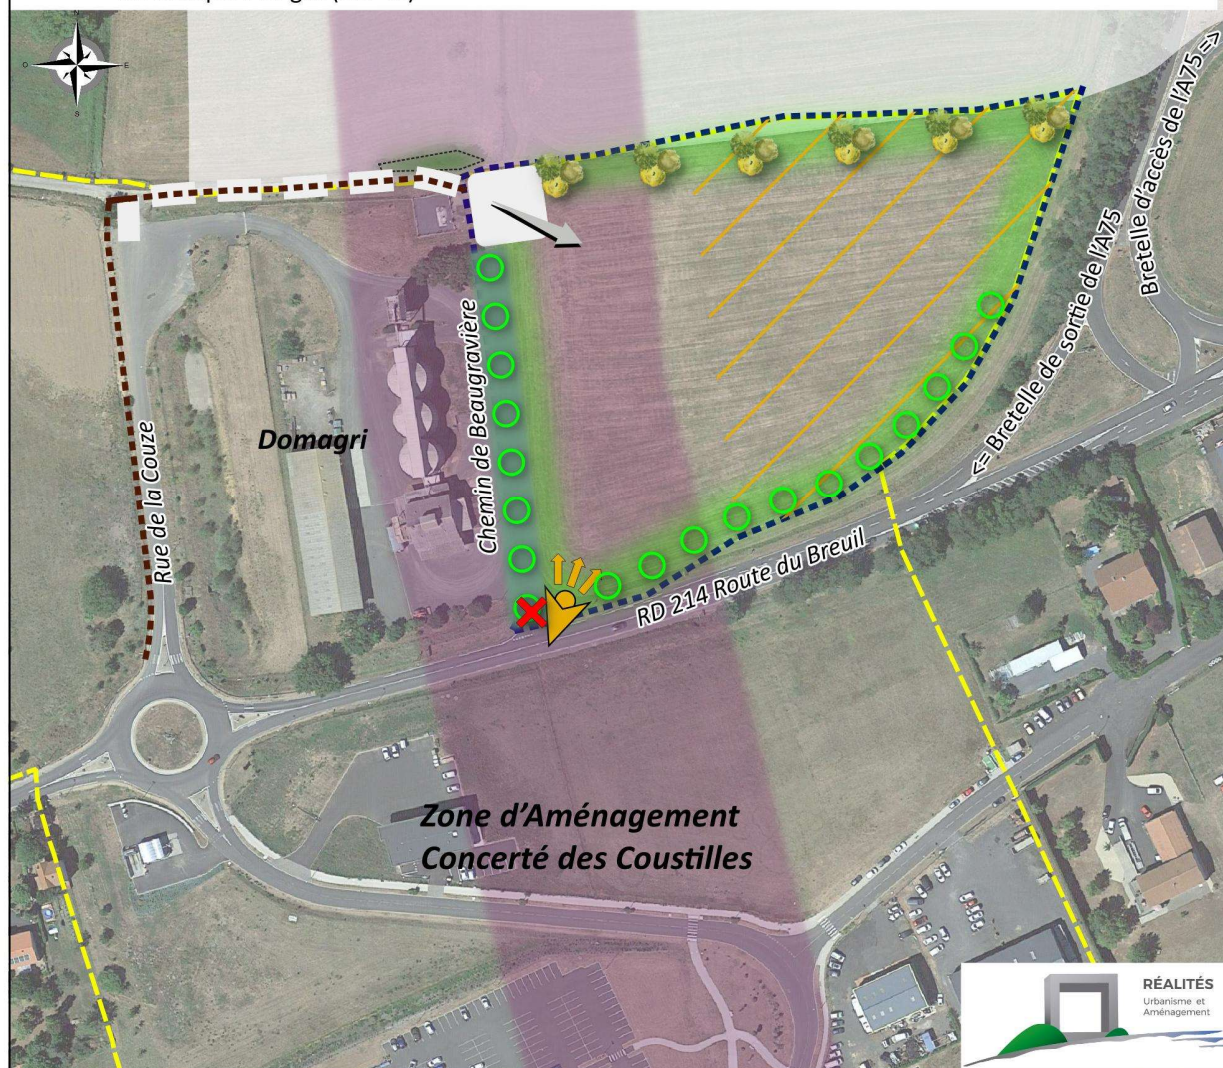 N
O
E
S
Bretelle d'accès de l'A75 =>
<= Bretelle de sortie de l'A75
Chemin de Beaugravière
Domagri
Rue de la Couze
RD 214 Route du Breuil
Zone d'Aménagement
Concerté des Coustilles
RÉALITÉS
Urbanisme et
Aménagement